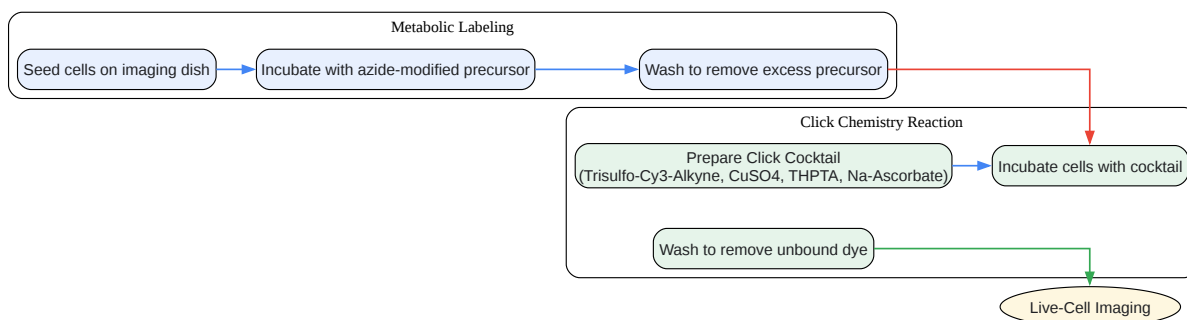 Metabolic Labeling
Seed cells on imaging dish
Incubate with azide-modified precursor
Wash to remove excess precursor
Click Chemistry Reaction
Prepare Click Cocktail
(Trisulfo-Cy3-Alkyne, CuSO4, THPTA, Na-Ascorbate)
Incubate cells with cocktail
Wash to remove unbound dye
Live-Cell Imaging